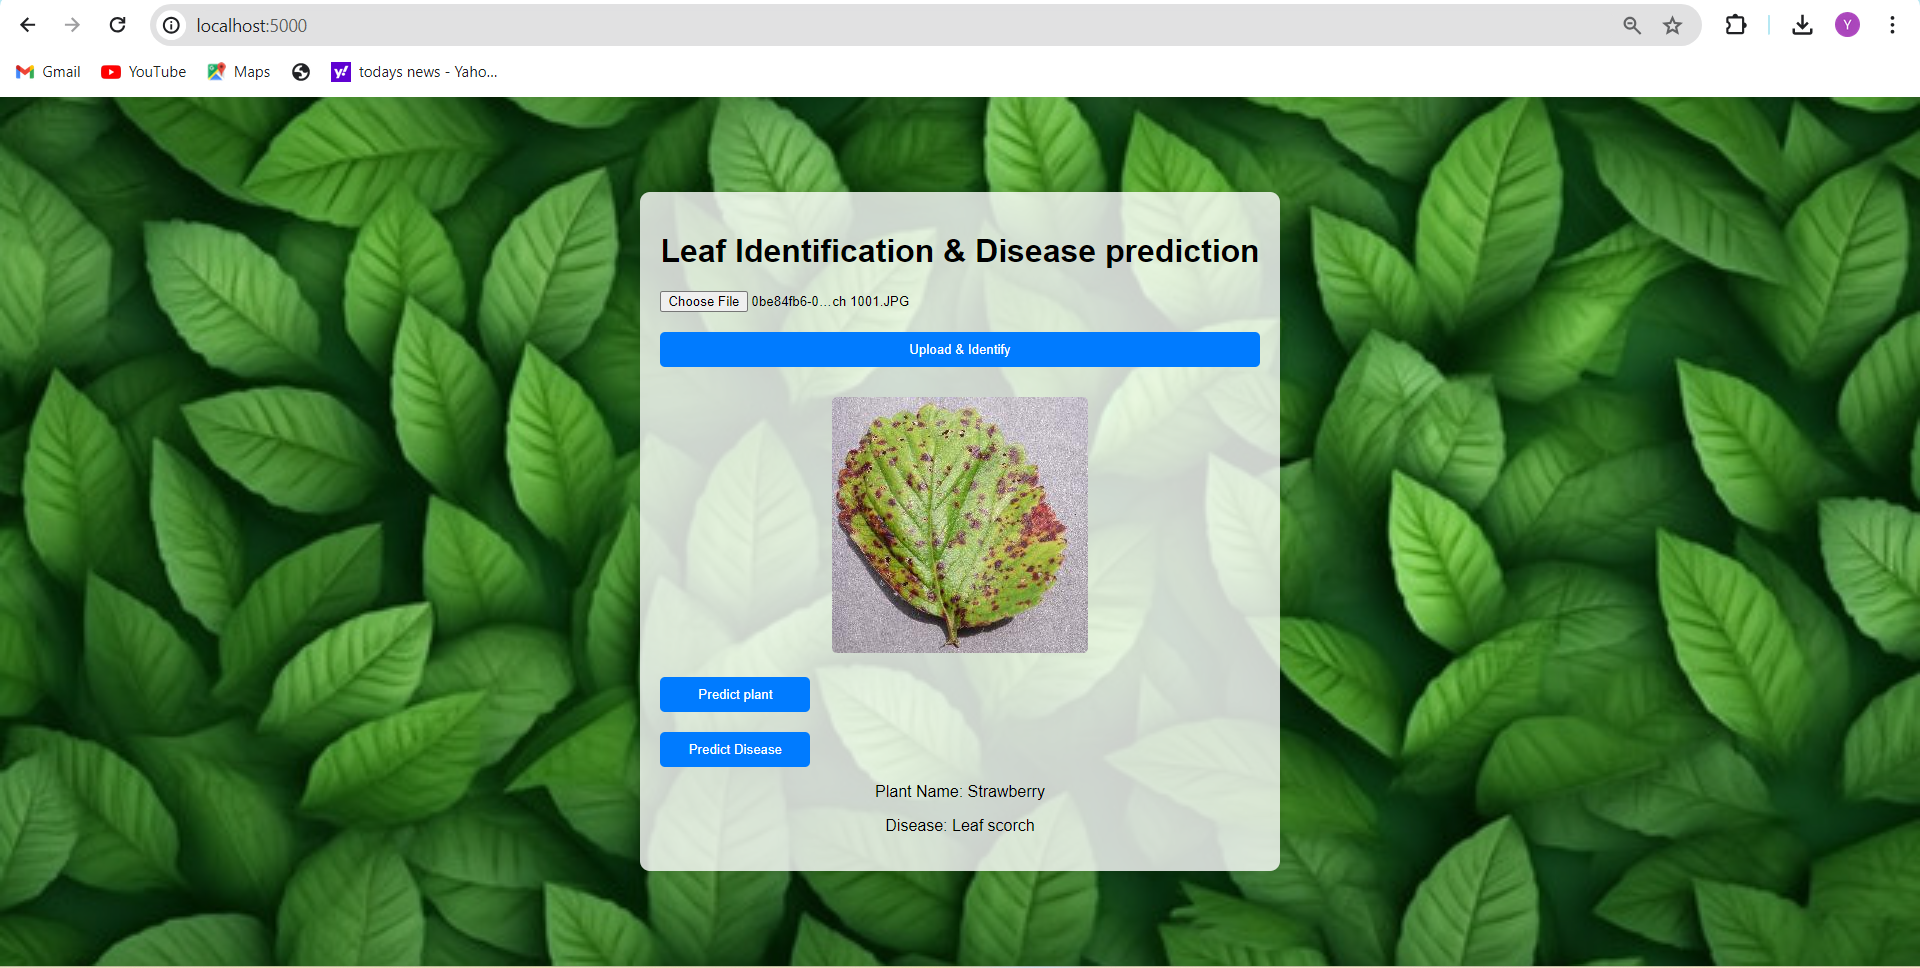 localhost:5000
Y
Gmail YouTube Maps y! todays news - Yaho...
Leaf Identification & Disease prediction
Choose File 0be84fb6-0...ch 1001.JPG
Upload & Identify
Predict plant
Predict Disease
Plant Name: Strawberry
Disease: Leaf scorch